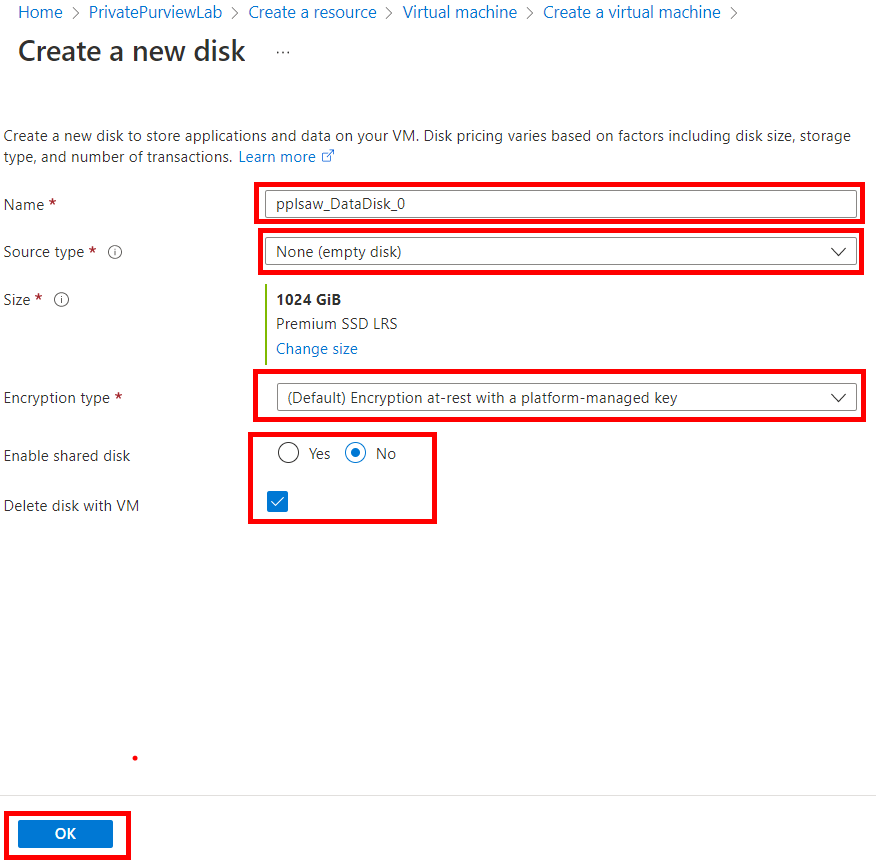 Home > PrivatePurviewLab > Create a resource > Virtual machine > Create a virtual machine >
Create a new disk ...
Create a new disk to store applications and data on your VM. Disk pricing varies based on factors including disk size, storage
type, and number of transactions. Learn more
Name * pplsaw_DataDisk_0
Source type * None (empty disk)
Size * 1024 GiB
Premium SSD LRS
Change size
Encryption type * (Default) Encryption at-rest with a platform-managed key
Enable shared disk Yes No
Delete disk with VM
OK